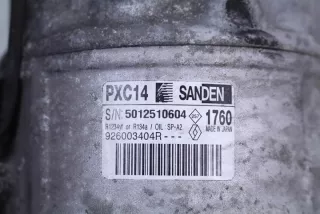 PXC14 SANDEN
S/N: 5012510604 1760
R1234yf or R134a / OIL: SP-A2 MADE IN JAPAN
926003404R---